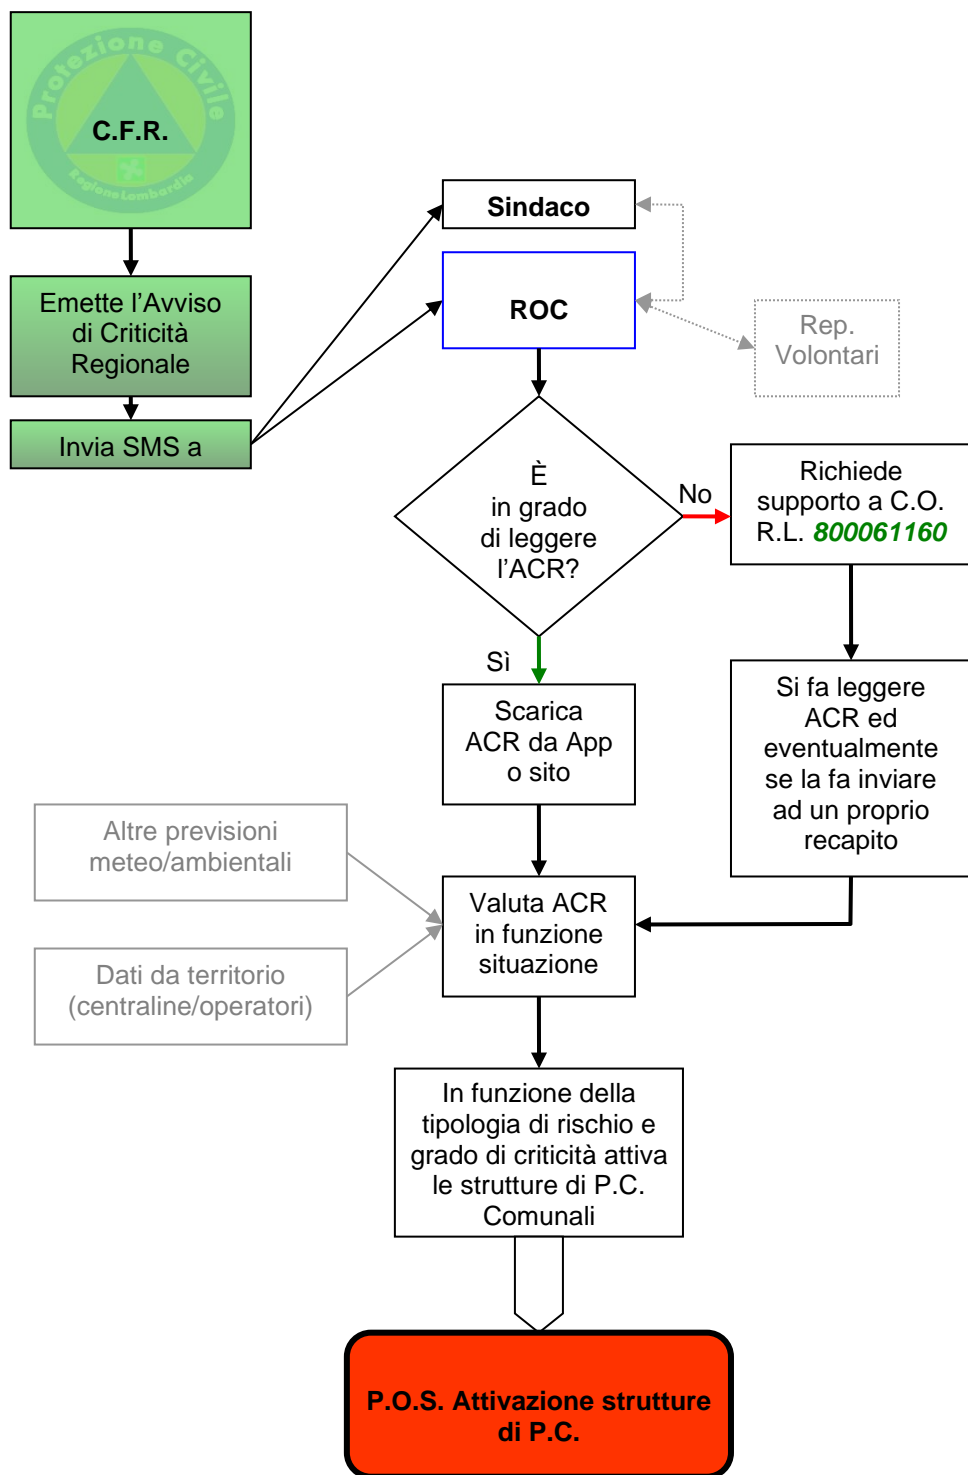 Protezione Civile
C.F.R.
RegioneLombardia
Emette l’Avviso
di Criticità
Regionale
Invia SMS a
Sindaco
ROC
Rep.
Volontari
È
in grado
di leggere
l’ACR?
No
Richiede
supporto a C.O.
R.L. 800061160
Sì
Scarica
ACR da App
o sito
Si fa leggere
ACR ed
eventualmente
se la fa inviare
ad un proprio
recapito
Altre previsioni
meteo/ambientali
Dati da territorio
(centraline/operatori)
Valuta ACR
in funzione
situazione
In funzione della
tipologia di rischio e
grado di criticità attiva
le strutture di P.C.
Comunali
P.O.S. Attivazione strutture
di P.C.